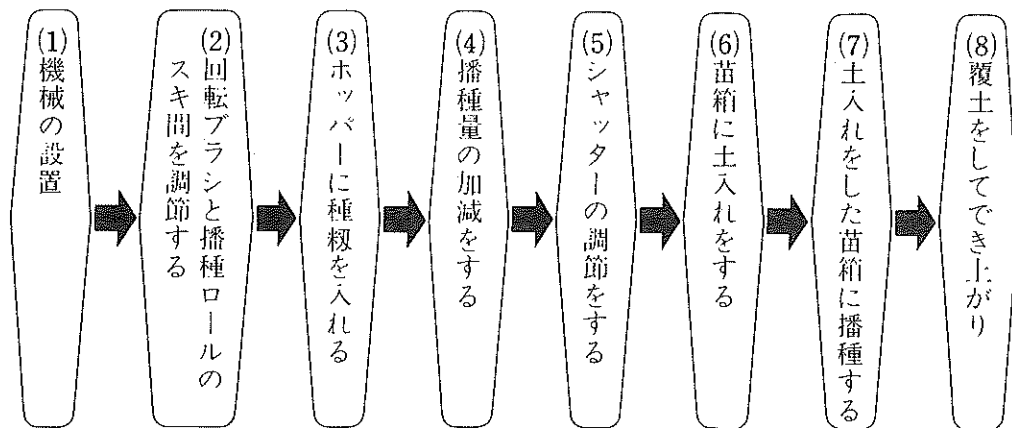 (1)機械の設置
(2)回転ブラシと播種ロールの
スキ間を調節する
(3)ホッパーに種籾を入れる
(4)播種量の加減をする
(5)シャッターの調節をする
(6)苗箱に土入れをする
(7)土入れをした苗箱に播種する
(8)覆土をしてでき上がり